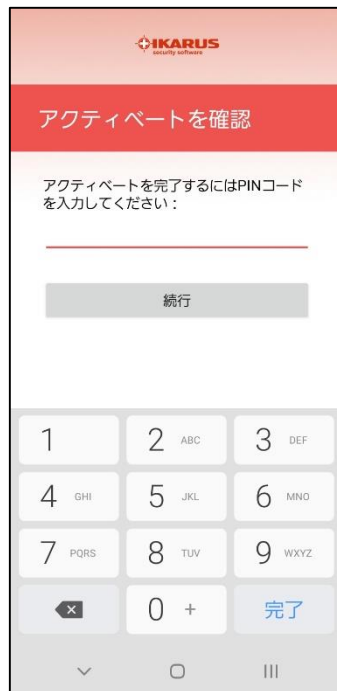 IKARUS
security software
アクティベートを確認
アクティベートを完了するにはPINコード
を入力してください：
続行
1
2 ABC
3 DEF
4 GHI
5 JKL
6 MNO
7 PQRS
8 TUV
9 WXYZ
0 +
完了